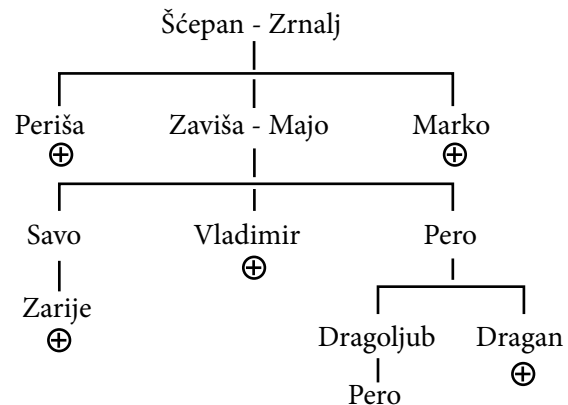 Šćepan - Zrnalj
Periša Zaviša - Majo Marko
Savo Vladimir Pero
Zarije
Dragoljub Dragan
Pero